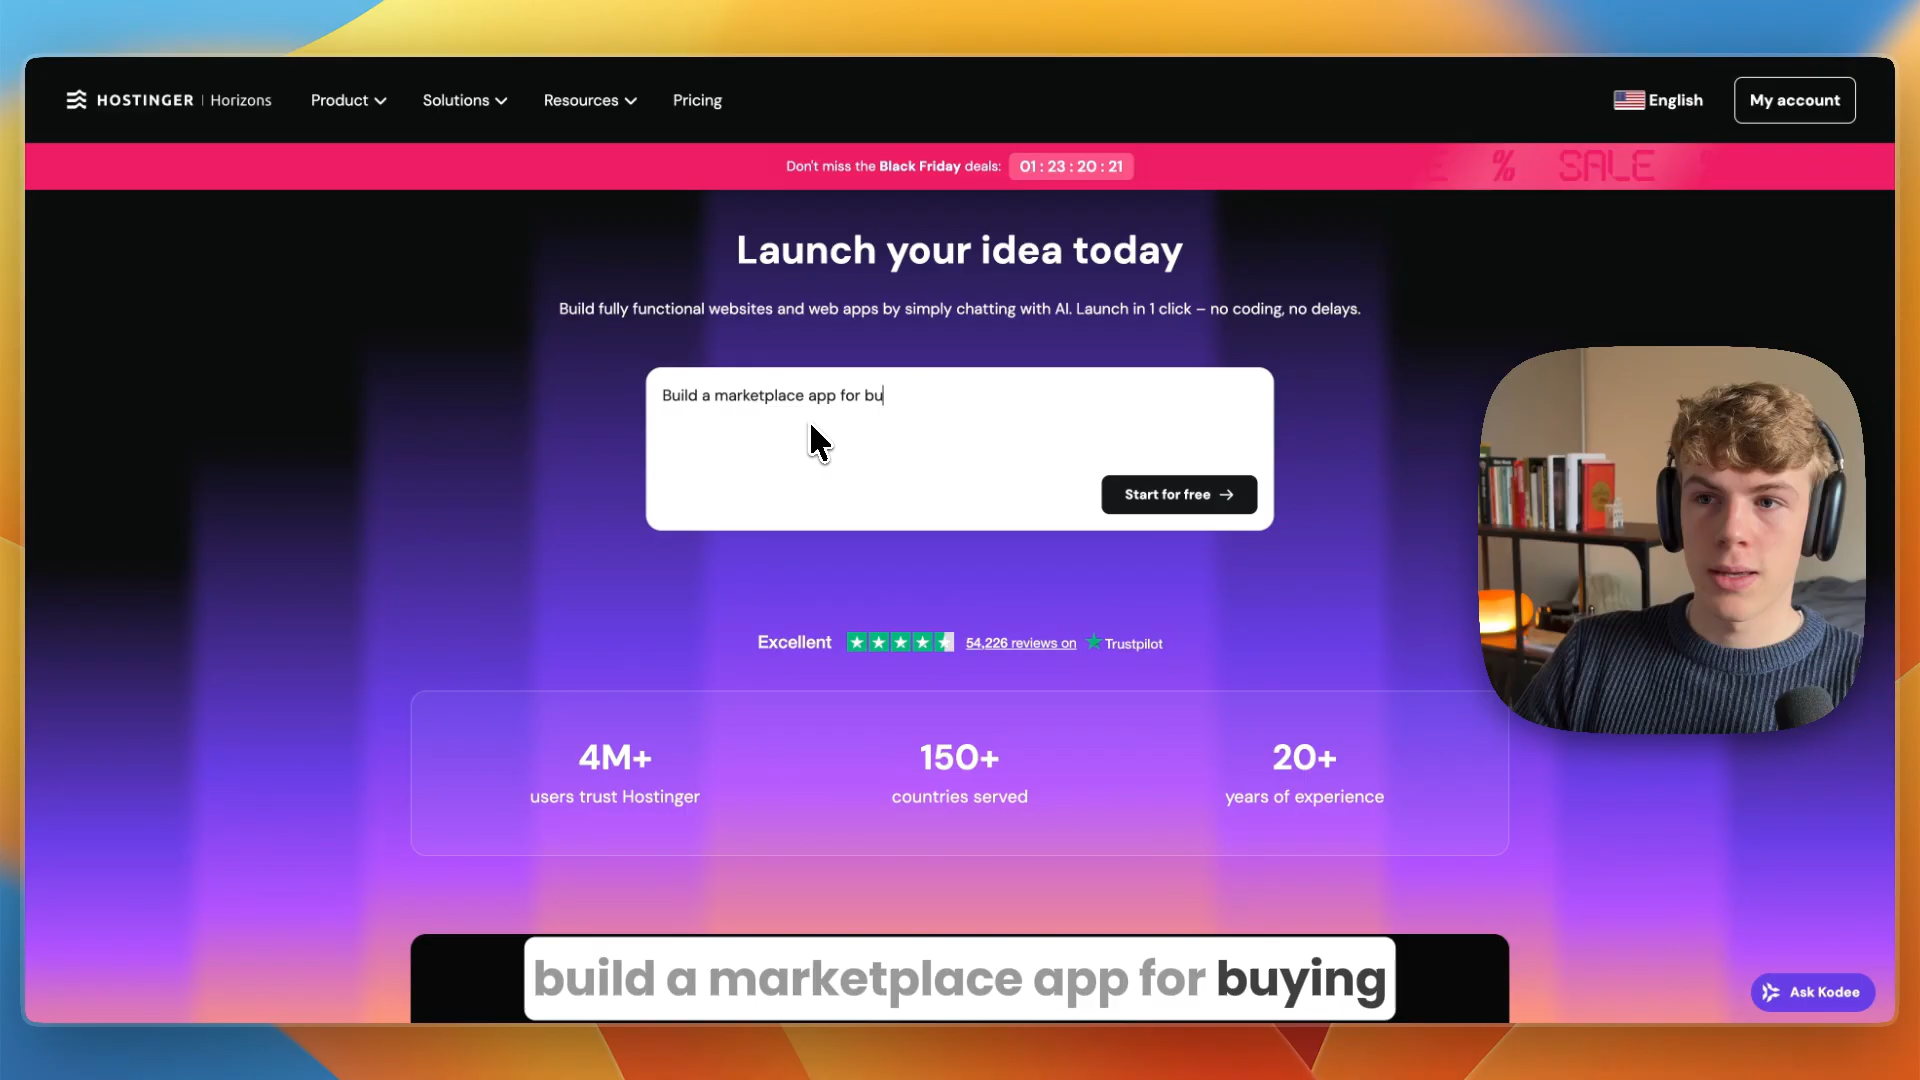 HOSTINGER | Horizons
Product
Solutions
Resources
Pricing
English
My account
Don't miss the Black Friday deals: 01 : 23 : 20 : 21
% SALE
Launch your idea today
Build fully functional websites and web apps by simply chatting with AI. Launch in 1 click – no coding, no delays.
Build a marketplace app for bu
Start for free →
Excellent
54,226 reviews on
Trustpilot
4M+
users trust Hostinger
150+
countries served
20+
years of experience
build a marketplace app for buying
Ask Kodee